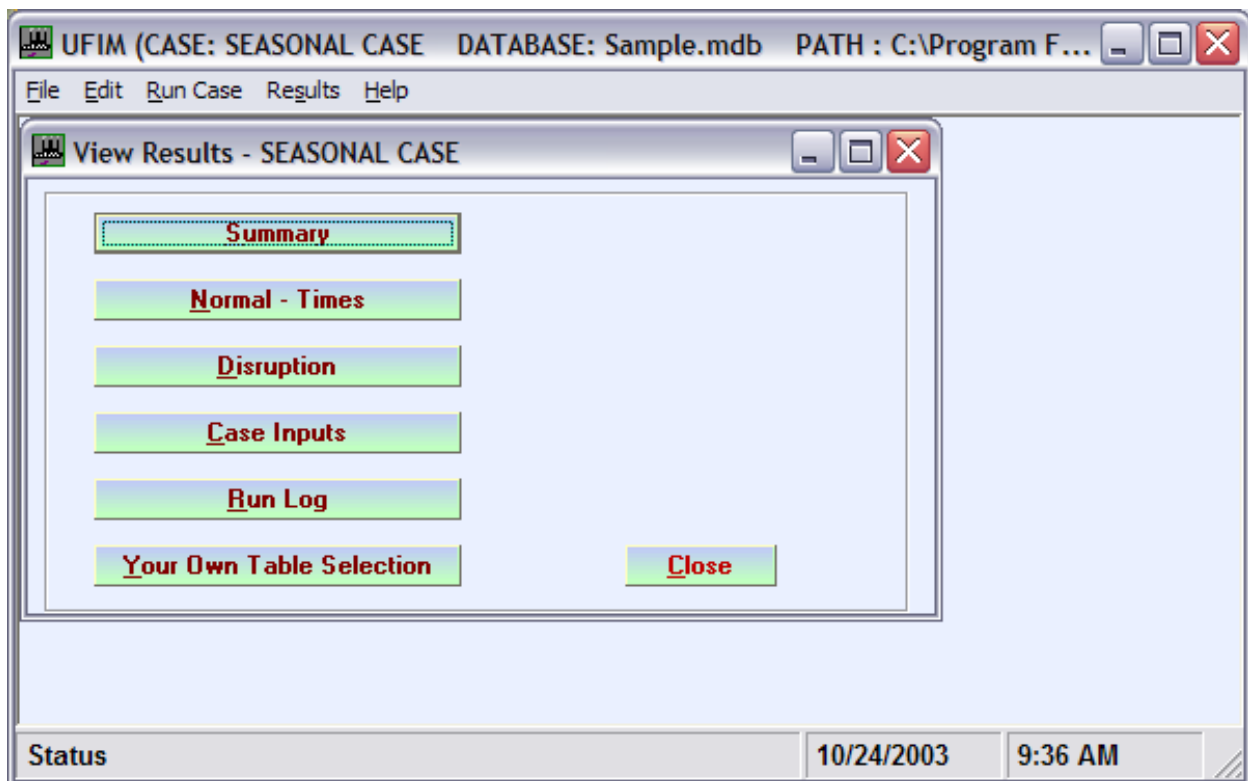 UFIM (CASE: SEASONAL CASE DATABASE: Sample.mdb PATH : C:\Program F...
File Edit Run Case Results Help
View Results - SEASONAL CASE
Summary
Normal - Times
Disruption
Case Inputs
Run Log
Your Own Table Selection
Close
Status 10/24/2003 9:36 AM